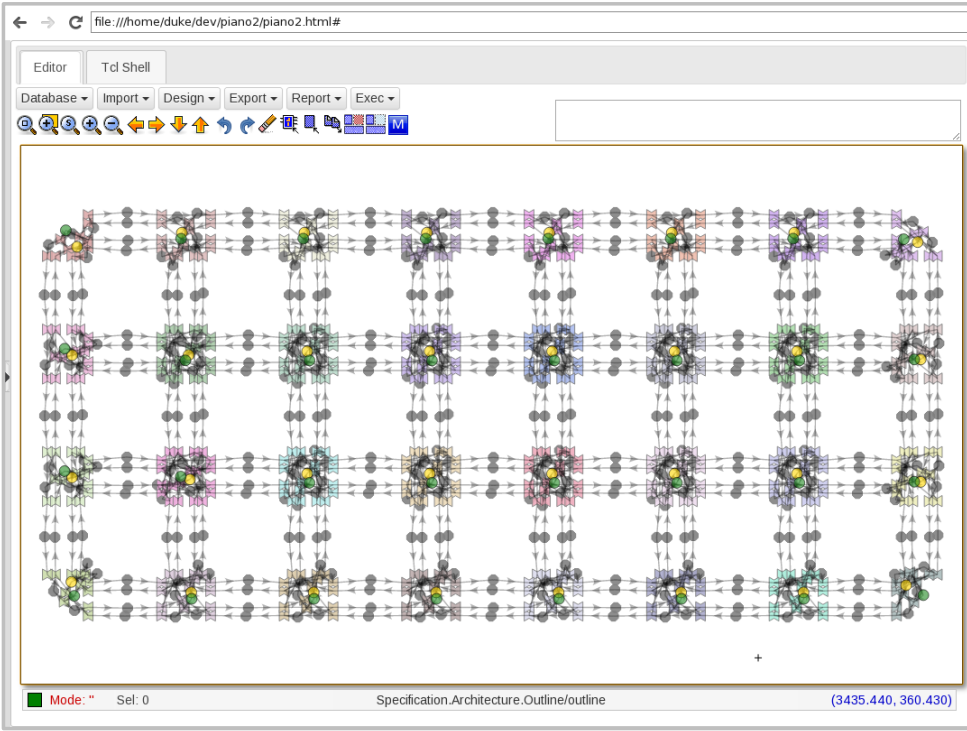 file:///home/duke/dev/piano2/piano2.html#
Editor
Tcl Shell
Database Import Design Export Report Exec
S
M
Mode: " Sel: 0 Specification.Architecture.Outline/outline (3435.440, 360.430)